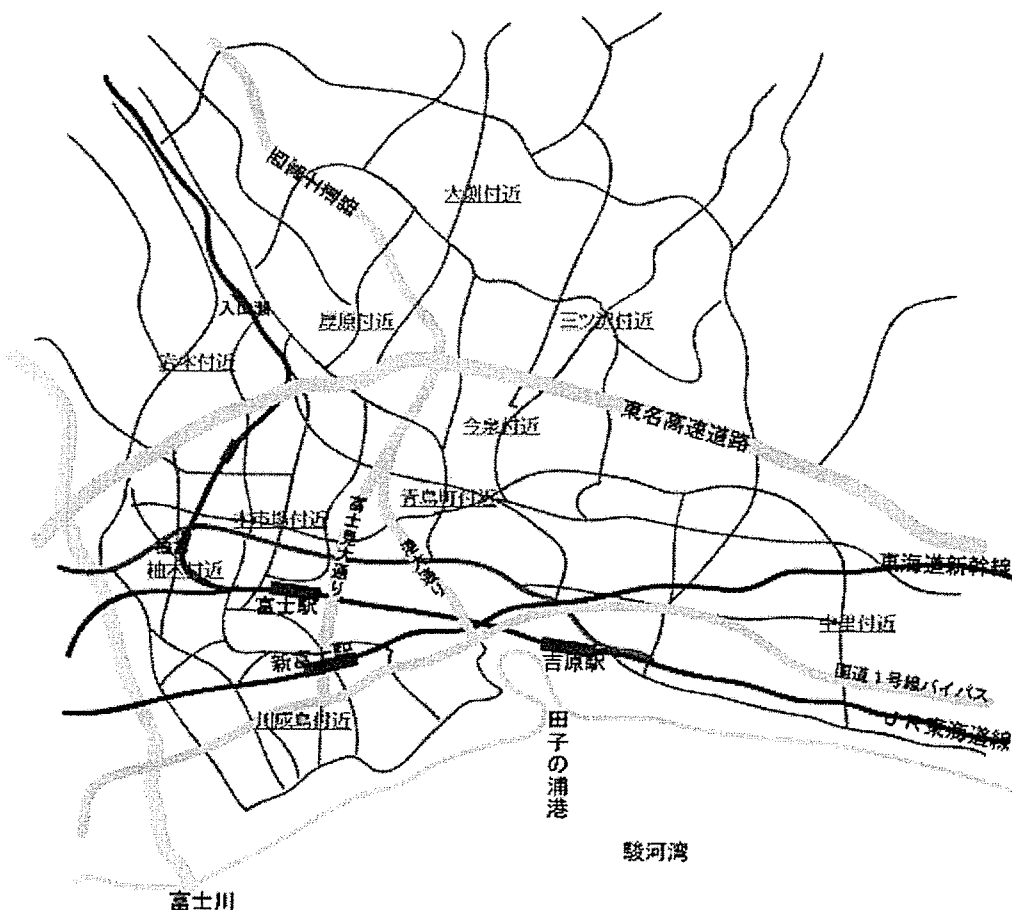 西富士道路
大渕付近
入山瀬
厚原付近
三ツ沢付近
岩本付近
東名高速道路
今泉付近
青島町付近
本市場付近
富士見大通り
柚木付近
東海道新幹線
富士駅
中里付近
新富士駅
吉原駅
国道1号線バイパス
川成島付近
JR東海道線
田子の浦港
駿河湾
富士川